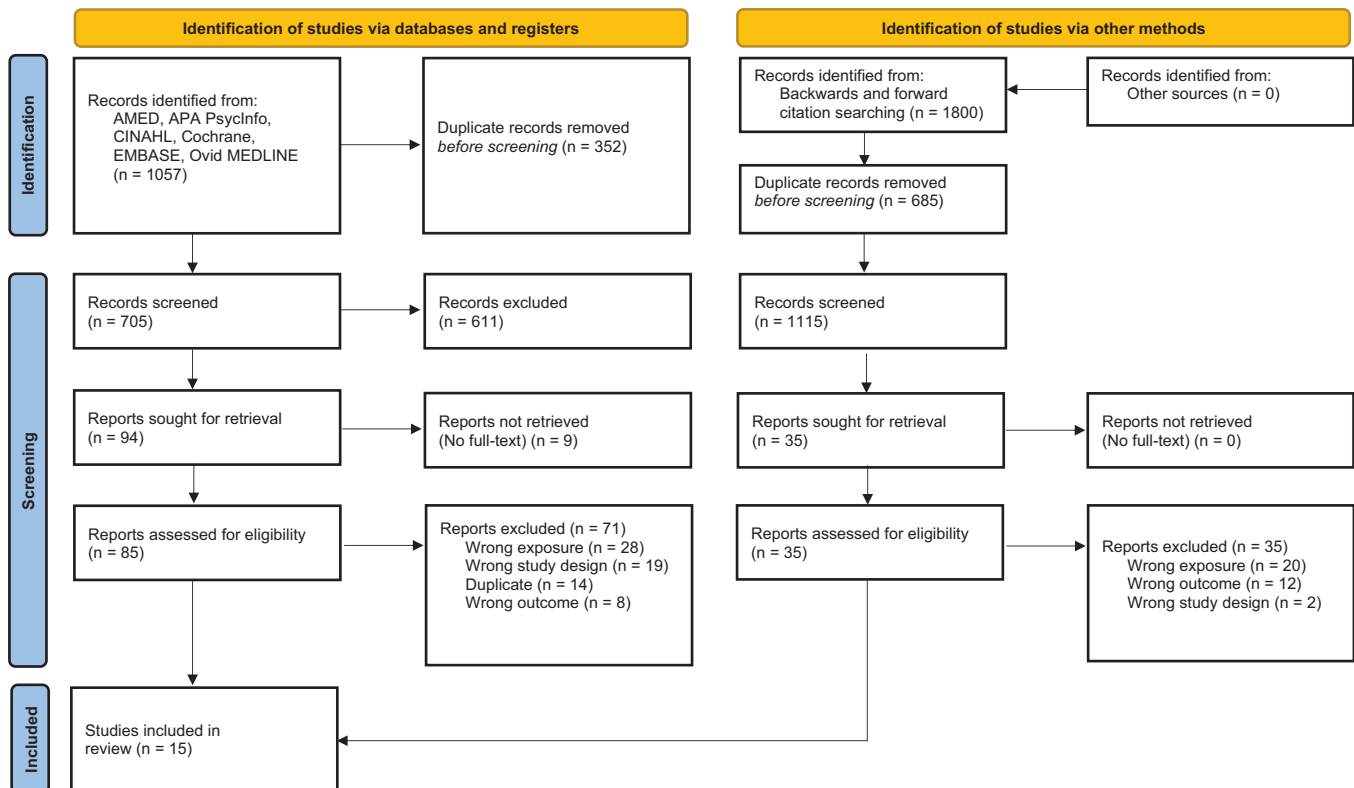 Identification of studies via databases and registers
Identification of studies via other methods
Identification
Records identified from:
AMED, APA PsycInfo,
CINAHL, Cochrane,
EMBASE, Ovid MEDLINE
(n = 1057)
Duplicate records removed
before screening (n = 352)
Records identified from:
Backwards and forward
citation searching (n = 1800)
Records identified from:
Other sources (n = 0)
Duplicate records removed
before screening (n = 685)
Screening
Records screened
(n = 705)
Records excluded
(n = 611)
Records screened
(n = 1115)
Reports sought for retrieval
(n = 94)
Reports not retrieved
(No full-text) (n = 9)
Reports sought for retrieval
(n = 35)
Reports not retrieved
(No full-text) (n = 0)
Reports assessed for eligibility
(n = 85)
Reports excluded (n = 71)
Wrong exposure (n = 28)
Wrong study design (n = 19)
Duplicate (n = 14)
Wrong outcome (n = 8)
Reports assessed for eligibility
(n = 35)
Reports excluded (n = 35)
Wrong exposure (n = 20)
Wrong outcome (n = 12)
Wrong study design (n = 2)
Included
Studies included in
review (n = 15)